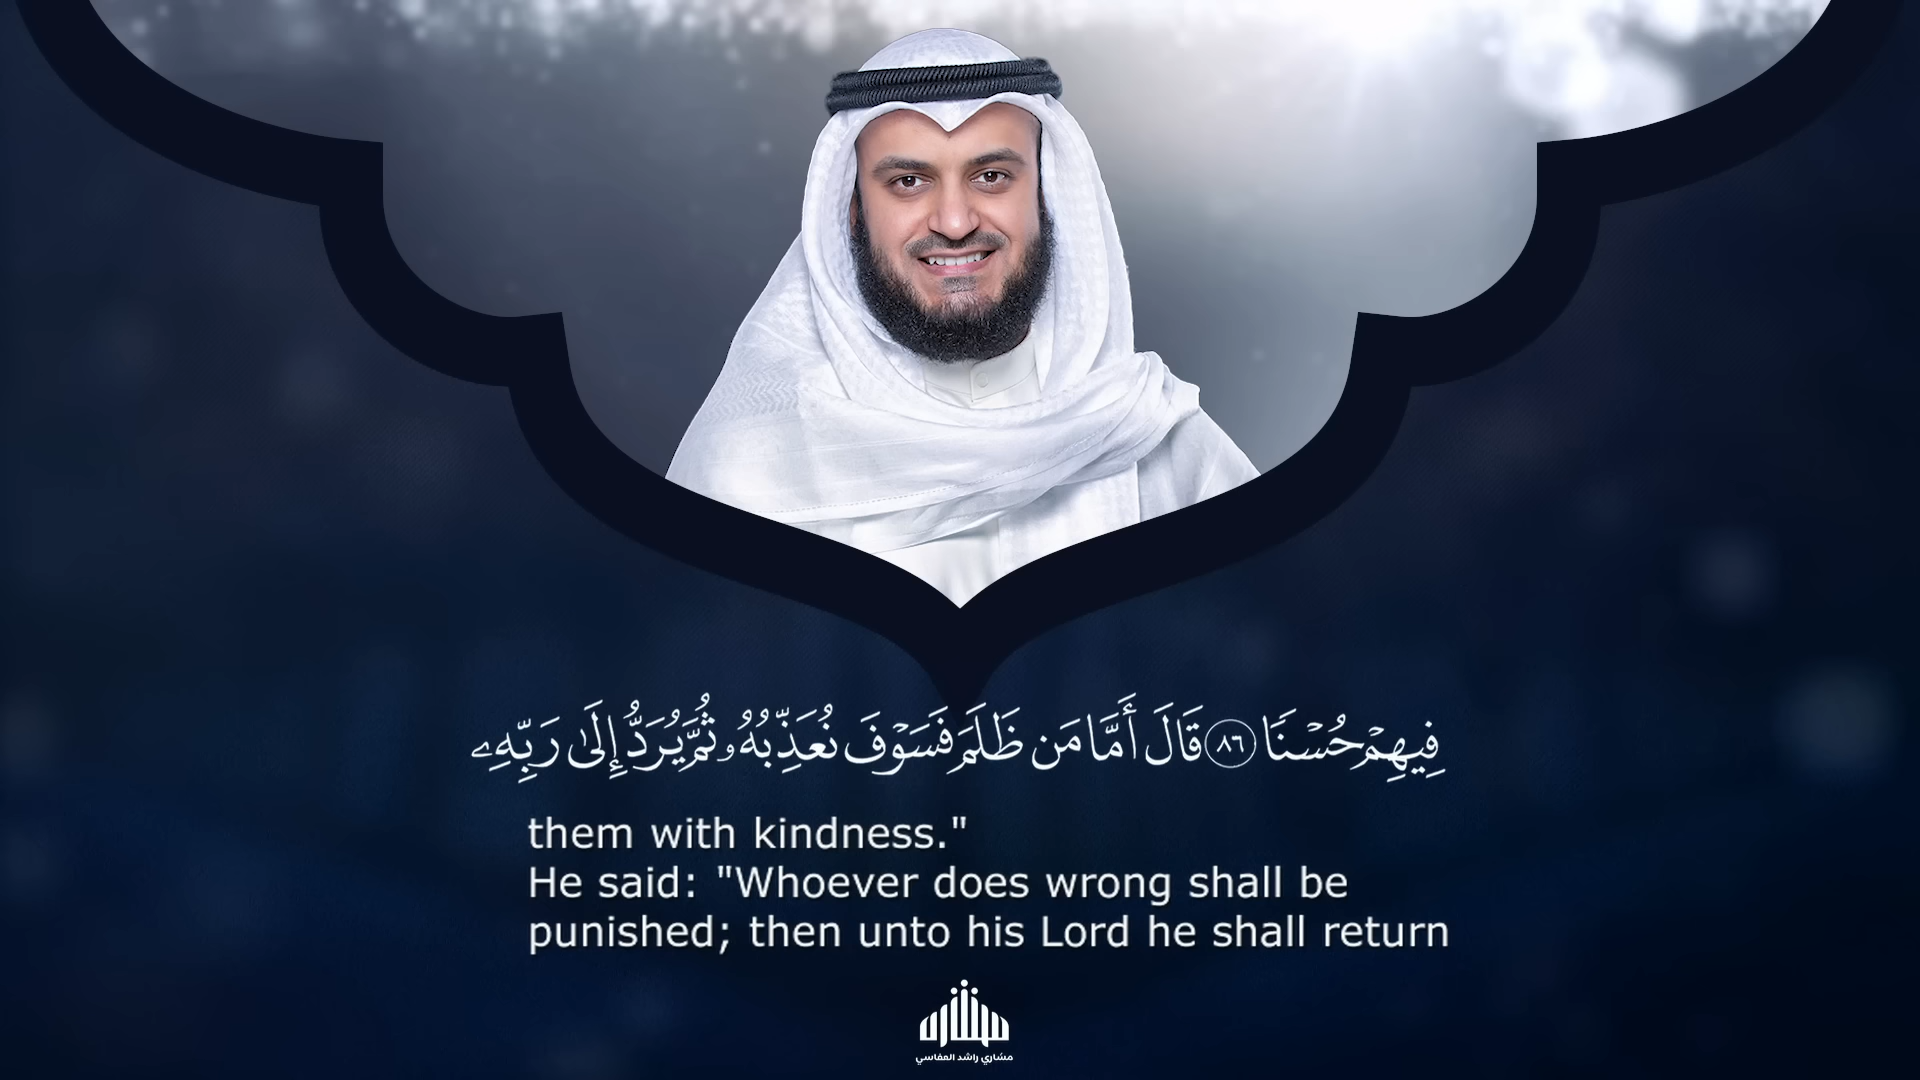 فِيهِمْ حُسْنًا ٨٦ قَالَ أَمَّا مَن ظَلَمَ فَسَوْفَ نُعَذِّبُهُۥ ثُمَّ يُرَدُّ إِلَىٰ رَبِّهِۦ
them with kindness."
He said: "Whoever does wrong shall be
punished; then unto his Lord he shall return
مشاري
مشاري راشد العفاسي